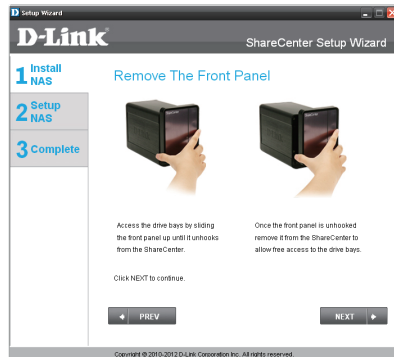 Setup Wizard
D-Link
ShareCenter Setup Wizard
1 Install NAS
2 Setup NAS
3 Complete
Remove The Front Panel
Access the drive bays by sliding
the front panel up until it unhooks
from the ShareCenter.
Once the front panel is unhooked
remove it from the ShareCenter to
allow free access to the drive bays.
Click NEXT to continue.
PREV
NEXT
Copyright © 2010-2012 D-Link Corporation Inc. All rights reserved.